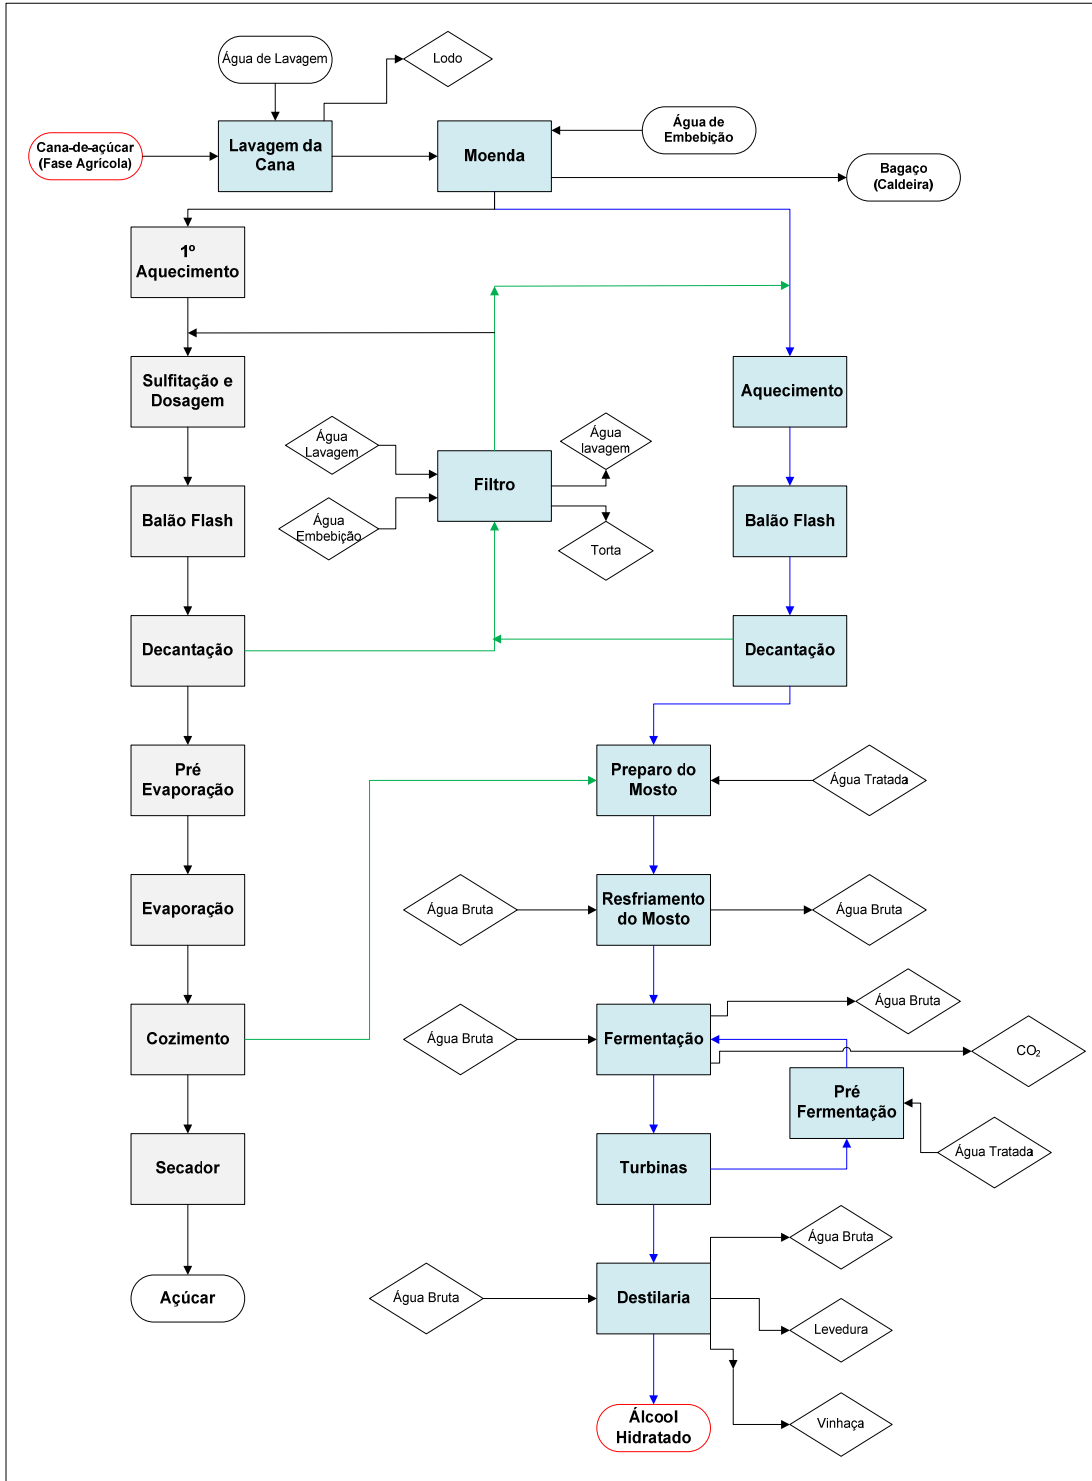 Água de Lavagem
Lodo
Cana-de-açúcar
(Fase Agrícola)
Lavagem da
Cana
Moenda
Água de
Embebição
Bagaço
(Caldeira)
1º
Aquecimento
Sulfitação e
Dosagem
Aquecimento
Água
Lavagem
Água
lavagem
Filtro
Balão Flash
Água
Embebição
Torta
Balão Flash
Decantação
Decantação
Pré
Evaporação
Preparo do
Mosto
Água Tratada
Evaporação
Água Bruta
Resfriamento
do Mosto
Água Bruta
Cozimento
Água Bruta
Fermentação
Água Bruta
CO₂
Pré
Fermentação
Água Tratada
Secador
Turbinas
Água Bruta
Açúcar
Água Bruta
Destilaria
Levedura
Álcool
Hidratado
Vinhaça